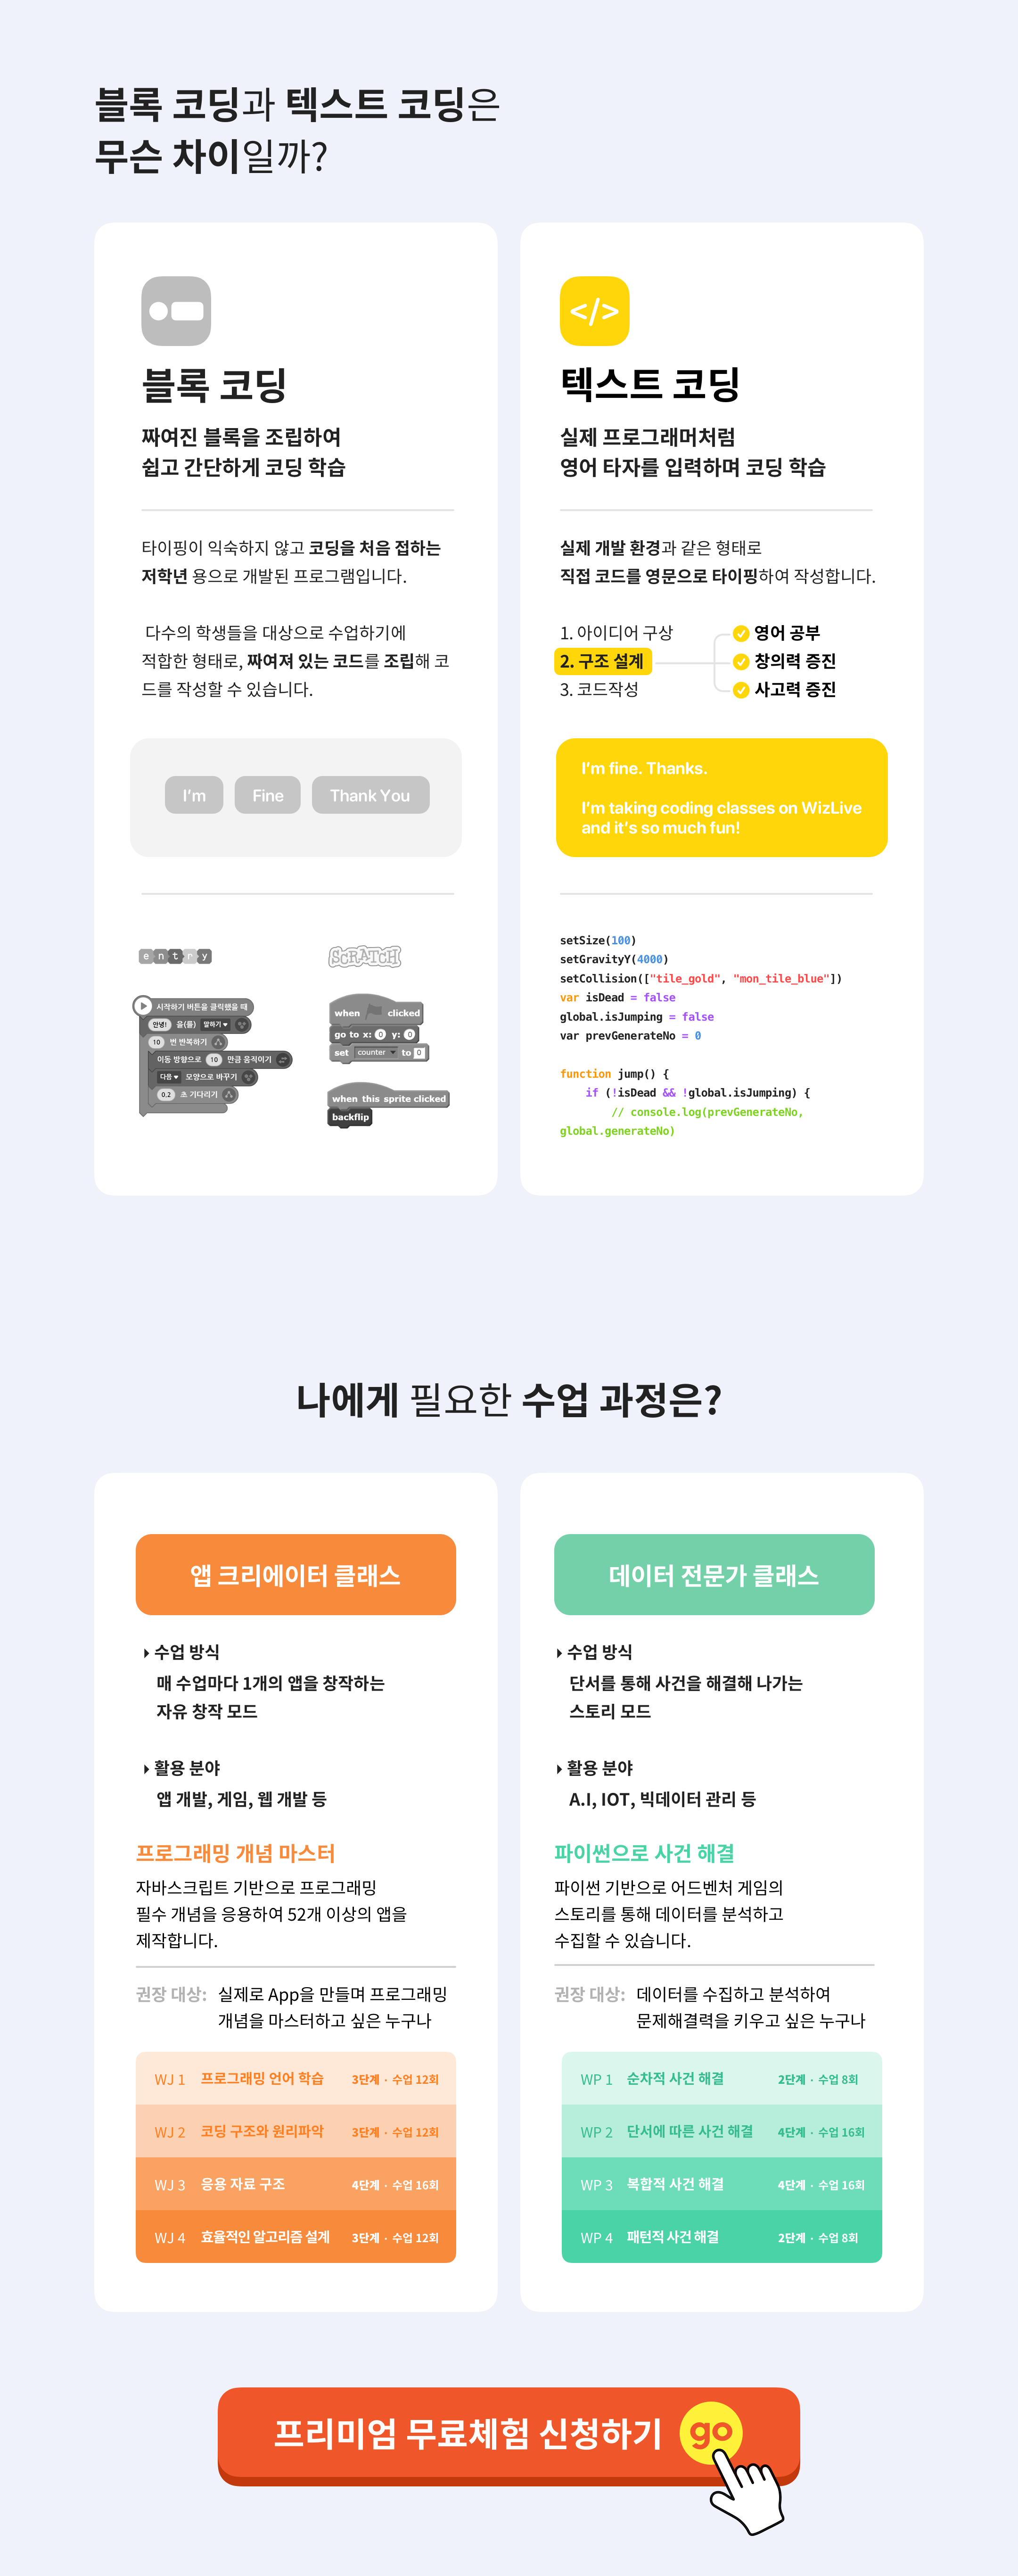 블록 코딩과 텍스트 코딩은
무슨 차이일까?
블록 코딩
짜여진 블록을 조립하여
쉽고 간단하게 코딩 학습
타이핑이 익숙하지 않고 코딩을 처음 접하는
저학년 용으로 개발된 프로그램입니다.
다수의 학생들을 대상으로 수업하기에
적합한 형태로, 짜여져 있는 코드를 조립해 코
드를 작성할 수 있습니다.
I'm Fine Thank You
entry
시작하기 버튼을 클릭했을 때
안녕! 을(를) 말하기▼
10 번 반복하기
이동 방향으로 10 만큼 움직이기
다음▼ 모양으로 바꾸기
0.2 초 기다리기
SCRATCH
when clicked
go to x: 0 y: 0
set counter to 0
when this sprite clicked
backflip
</>
텍스트 코딩
실제 프로그래머처럼
영어 타자를 입력하며 코딩 학습
실제 개발 환경과 같은 형태로
직접 코드를 영문으로 타이핑하여 작성합니다.
1. 아이디어 구상
2. 구조 설계
3. 코드작성
영어 공부
창의력 증진
사고력 증진
I'm fine. Thanks.
I'm taking coding classes on WizLive
and it's so much fun!
setSize(100)
setGravityY(4000)
setCollision(["tile_gold", "mon_tile_blue"])
var isDead = false
global.isJumping = false
var prevGenerateNo = 0
function jump() {
if (!isDead && !global.isJumping) {
// console.log(prevGenerateNo,
global.generateNo)
나에게 필요한 수업 과정은?
앱 크리에이터 클래스
수업 방식
매 수업마다 1개의 앱을 창작하는
자유 창작 모드
활용 분야
앱 개발, 게임, 웹 개발 등
프로그래밍 개념 마스터
자바스크립트 기반으로 프로그래밍
필수 개념을 응용하여 52개 이상의 앱을
제작합니다.
권장 대상: 실제로 App을 만들며 프로그래밍
개념을 마스터하고 싶은 누구나
WJ 1 프로그래밍 언어 학습 3단계 · 수업 12회
WJ 2 코딩 구조와 원리파악 3단계 · 수업 12회
WJ 3 응용 자료 구조 4단계 · 수업 16회
WJ 4 효율적인 알고리즘 설계 3단계 · 수업 12회
데이터 전문가 클래스
수업 방식
단서를 통해 사건을 해결해 나가는
스토리 모드
활용 분야
A.I, IOT, 빅데이터 관리 등
파이썬으로 사건 해결
파이썬 기반으로 어드벤처 게임의
스토리를 통해 데이터를 분석하고
수집할 수 있습니다.
권장 대상: 데이터를 수집하고 분석하여
문제해결력을 키우고 싶은 누구나
WP 1 순차적 사건 해결 2단계 · 수업 8회
WP 2 단서에 따른 사건 해결 4단계 · 수업 16회
WP 3 복합적 사건 해결 4단계 · 수업 16회
WP 4 패턴적 사건 해결 2단계 · 수업 8회
프리미엄 무료체험 신청하기 go